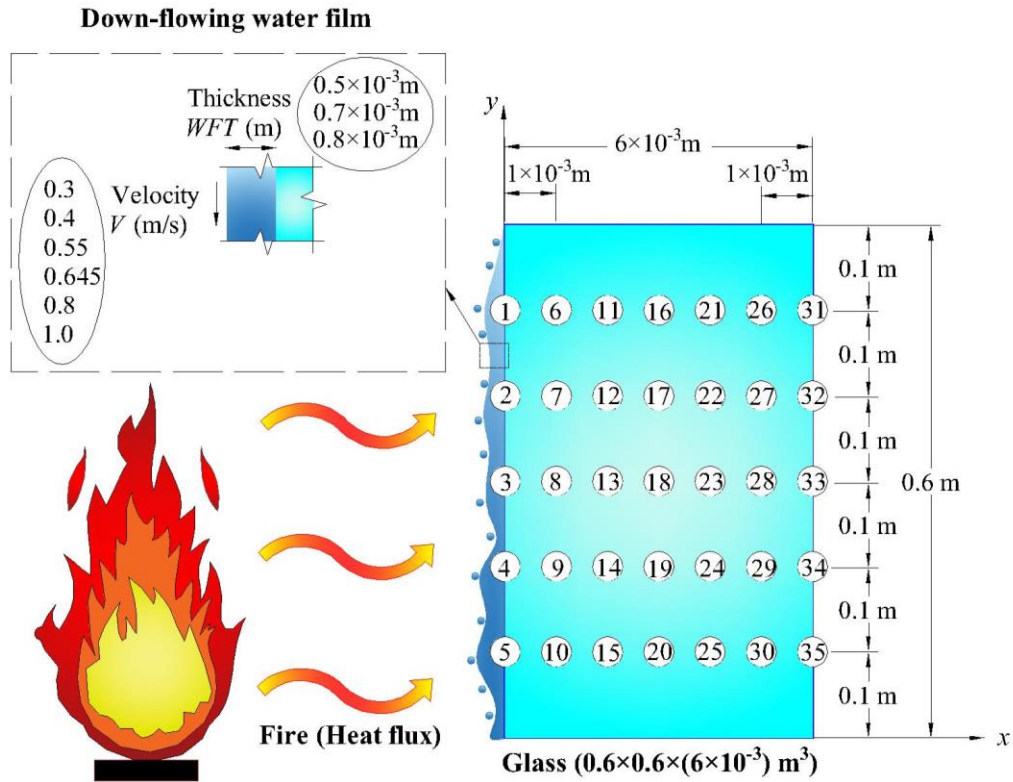 Down-flowing water film
Thickness
WFT (m)
0.5×10⁻³m
0.7×10⁻³m
0.8×10⁻³m
Velocity
V (m/s)
0.3
0.4
0.55
0.645
0.8
1.0
y
6×10⁻³m
1×10⁻³m 1×10⁻³m
0.1 m
1 6 11 16 21 26 31
0.1 m
2 7 12 17 22 27 32
0.1 m
3 8 13 18 23 28 33
0.6 m
0.1 m
4 9 14 19 24 29 34
0.1 m
5 10 15 20 25 30 35
0.1 m
Fire (Heat flux)
x
Glass (0.6×0.6×(6×10⁻³) m³)